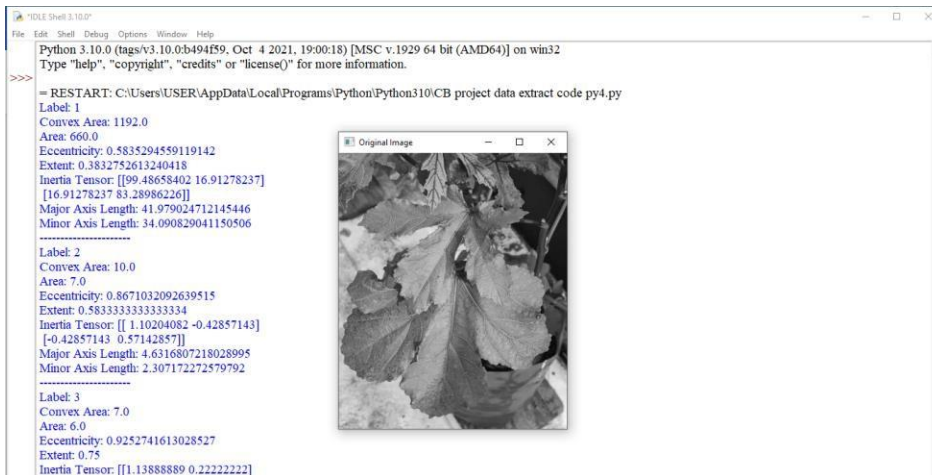 *IDLE Shell 3.10.0*
File Edit Shell Debug Options Window Help
Python 3.10.0 (tags/v3.10.0:b494f59, Oct 4 2021, 19:00:18) [MSC v.1929 64 bit (AMD64)] on win32
Type "help", "copyright", "credits" or "license()" for more information.
>>>
= RESTART: C:\Users\USER\AppData\Local\Programs\Python\Python310\CB project data extract code py4.py
Label: 1
Convex Area: 1192.0
Area: 660.0
Eccentricity: 0.5835294559119142
Extent: 0.3832752613240418
Inertia Tensor: [[99.48658402 16.91278237]
[16.91278237 83.28986226]]
Major Axis Length: 41.979024712145446
Minor Axis Length: 34.090829041150506
----------------------
Label: 2
Convex Area: 10.0
Area: 7.0
Eccentricity: 0.8671032092639515
Extent: 0.5833333333333334
Inertia Tensor: [[ 1.10204082 -0.42857143]
[-0.42857143 0.57142857]]
Major Axis Length: 4.6316807218028995
Minor Axis Length: 2.307172272579792
----------------------
Label: 3
Convex Area: 7.0
Area: 6.0
Eccentricity: 0.9252741613028527
Extent: 0.75
Inertia Tensor: [[1.13888889 0.22222222]
Original Image